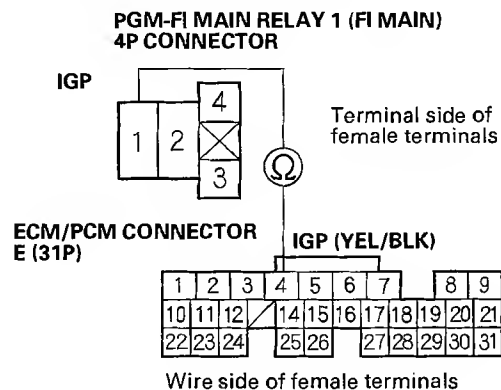 PGM-FI MAIN RELAY 1 (FI MAIN)
4P CONNECTOR
IGP
4
1 2
3
Terminal side of
female terminals
Ω
ECM/PCM CONNECTOR
E (31P)
IGP (YEL/BLK)
1 2 3 4 5 6 7 8 9
10 11 12 14 15 16 17 18 19 20 21
22 23 24 25 26 27 28 29 30 31
Wire side of female terminals